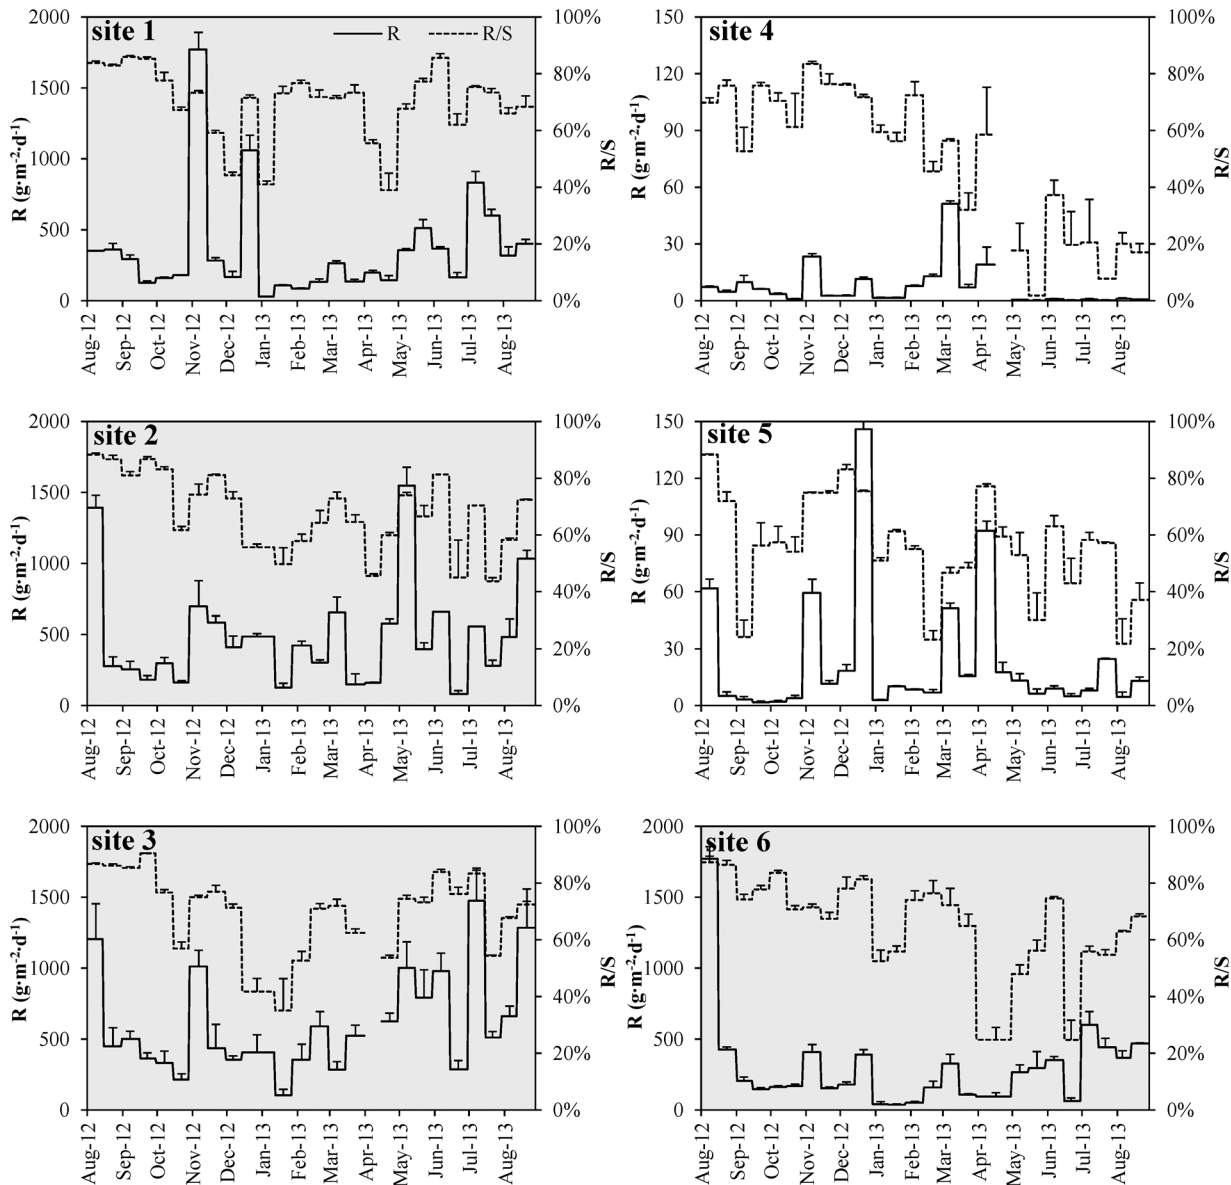 site 1
R
R/S
2000
1500
1000
500
0
R (g·m⁻²·d⁻¹)
100%
80%
60%
40%
20%
0%
R/S
Aug-12
Sep-12
Oct-12
Nov-12
Dec-12
Jan-13
Feb-13
Mar-13
Apr-13
May-13
Jun-13
Jul-13
Aug-13
site 4
150
120
90
60
30
0
R (g·m⁻²·d⁻¹)
100%
80%
60%
40%
20%
0%
R/S
Aug-12
Sep-12
Oct-12
Nov-12
Dec-12
Jan-13
Feb-13
Mar-13
Apr-13
May-13
Jun-13
Jul-13
Aug-13
site 2
2000
1500
1000
500
0
R (g·m⁻²·d⁻¹)
100%
80%
60%
40%
20%
0%
R/S
Aug-12
Sep-12
Oct-12
Nov-12
Dec-12
Jan-13
Feb-13
Mar-13
Apr-13
May-13
Jun-13
Jul-13
Aug-13
site 5
150
120
90
60
30
0
R (g·m⁻²·d⁻¹)
100%
80%
60%
40%
20%
0%
R/S
Aug-12
Sep-12
Oct-12
Nov-12
Dec-12
Jan-13
Feb-13
Mar-13
Apr-13
May-13
Jun-13
Jul-13
Aug-13
site 3
2000
1500
1000
500
0
R (g·m⁻²·d⁻¹)
100%
80%
60%
40%
20%
0%
R/S
Aug-12
Sep-12
Oct-12
Nov-12
Dec-12
Jan-13
Feb-13
Mar-13
Apr-13
May-13
Jun-13
Jul-13
Aug-13
site 6
2000
1500
1000
500
0
R (g·m⁻²·d⁻¹)
100%
80%
60%
40%
20%
0%
R/S
Aug-12
Sep-12
Oct-12
Nov-12
Dec-12
Jan-13
Feb-13
Mar-13
Apr-13
May-13
Jun-13
Jul-13
Aug-13